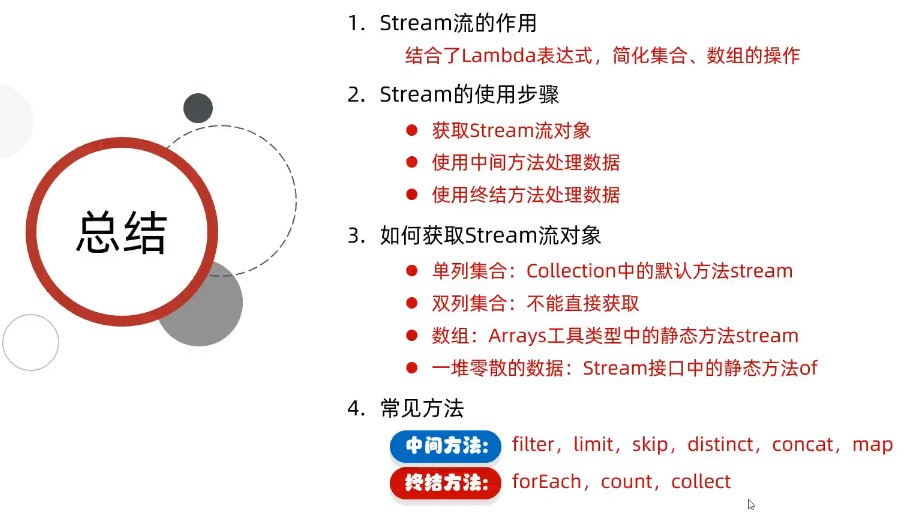 总结
1. Stream流的作用
结合了Lambda表达式，简化集合、数组的操作
2. Stream的使用步骤
● 获取Stream流对象
● 使用中间方法处理数据
● 使用终结方法处理数据
3. 如何获取Stream流对象
● 单列集合：Collection中的默认方法stream
● 双列集合：不能直接获取
● 数组：Arrays工具类型中的静态方法stream
● 一堆零散的数据：Stream接口中的静态方法of
4. 常见方法
中间方法: filter，limit，skip，distinct，concat，map
终结方法: forEach，count，collect